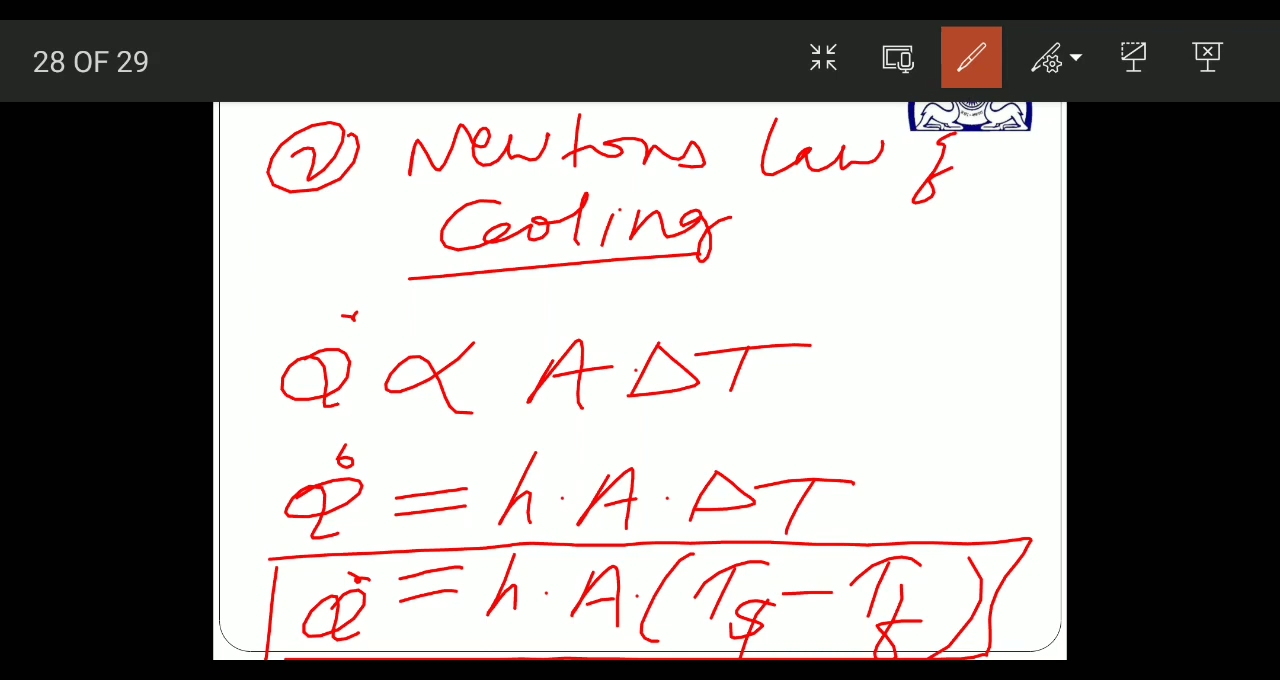 28 OF 29
② Newtons law of
Cooling
Q̇ ∝ A·ΔT
Q̇ = h·A·ΔT
Q̇ = h·A·(Ts − Tf)